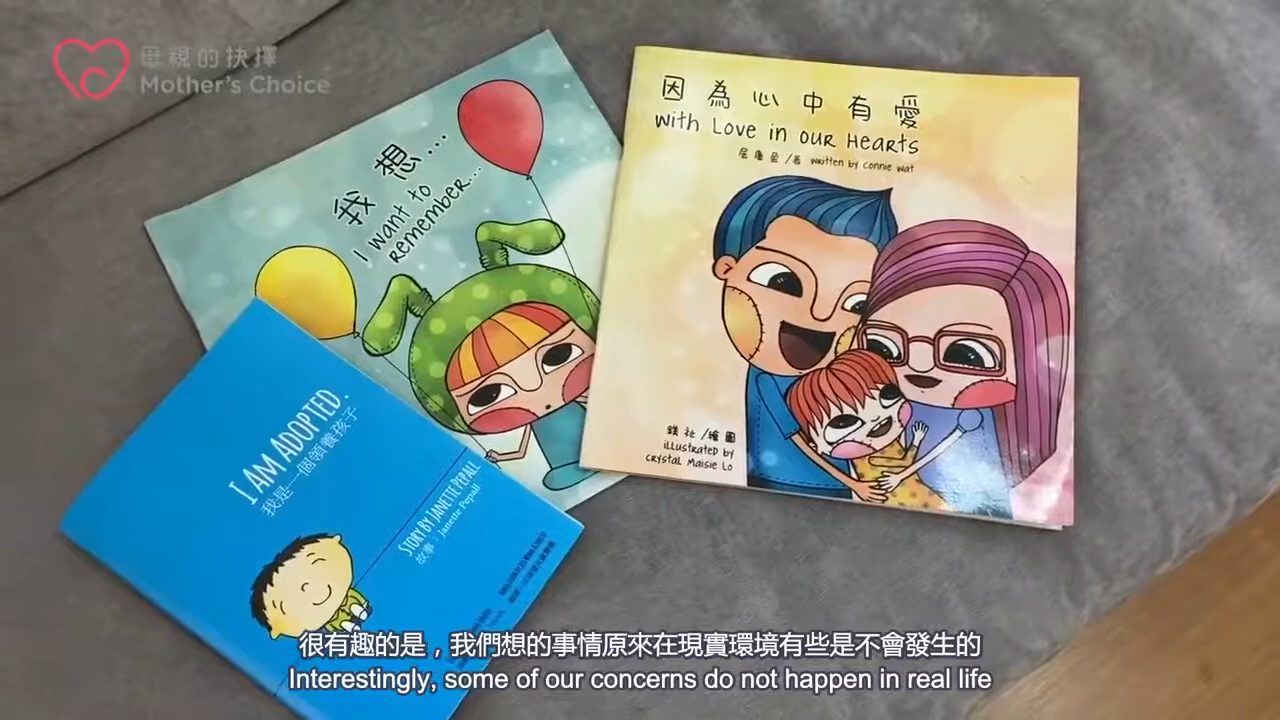 母親的抉擇
Mother's Choice
我想...
I want to
remember...
因為心中有愛
with Love in our Hearts
屈唐盈/著 written by Connie Wat
鏷祉/繪圖
illustrated by
Crystal Maisie Lo
I AM ADOPTED.
我是一個領養孩子
STORY BY JANETTE PEPALL
故事：Janette Pepall
很有趣的是，我們想的事情原來在現實環境有些是不會發生的
Interestingly, some of our concerns do not happen in real life